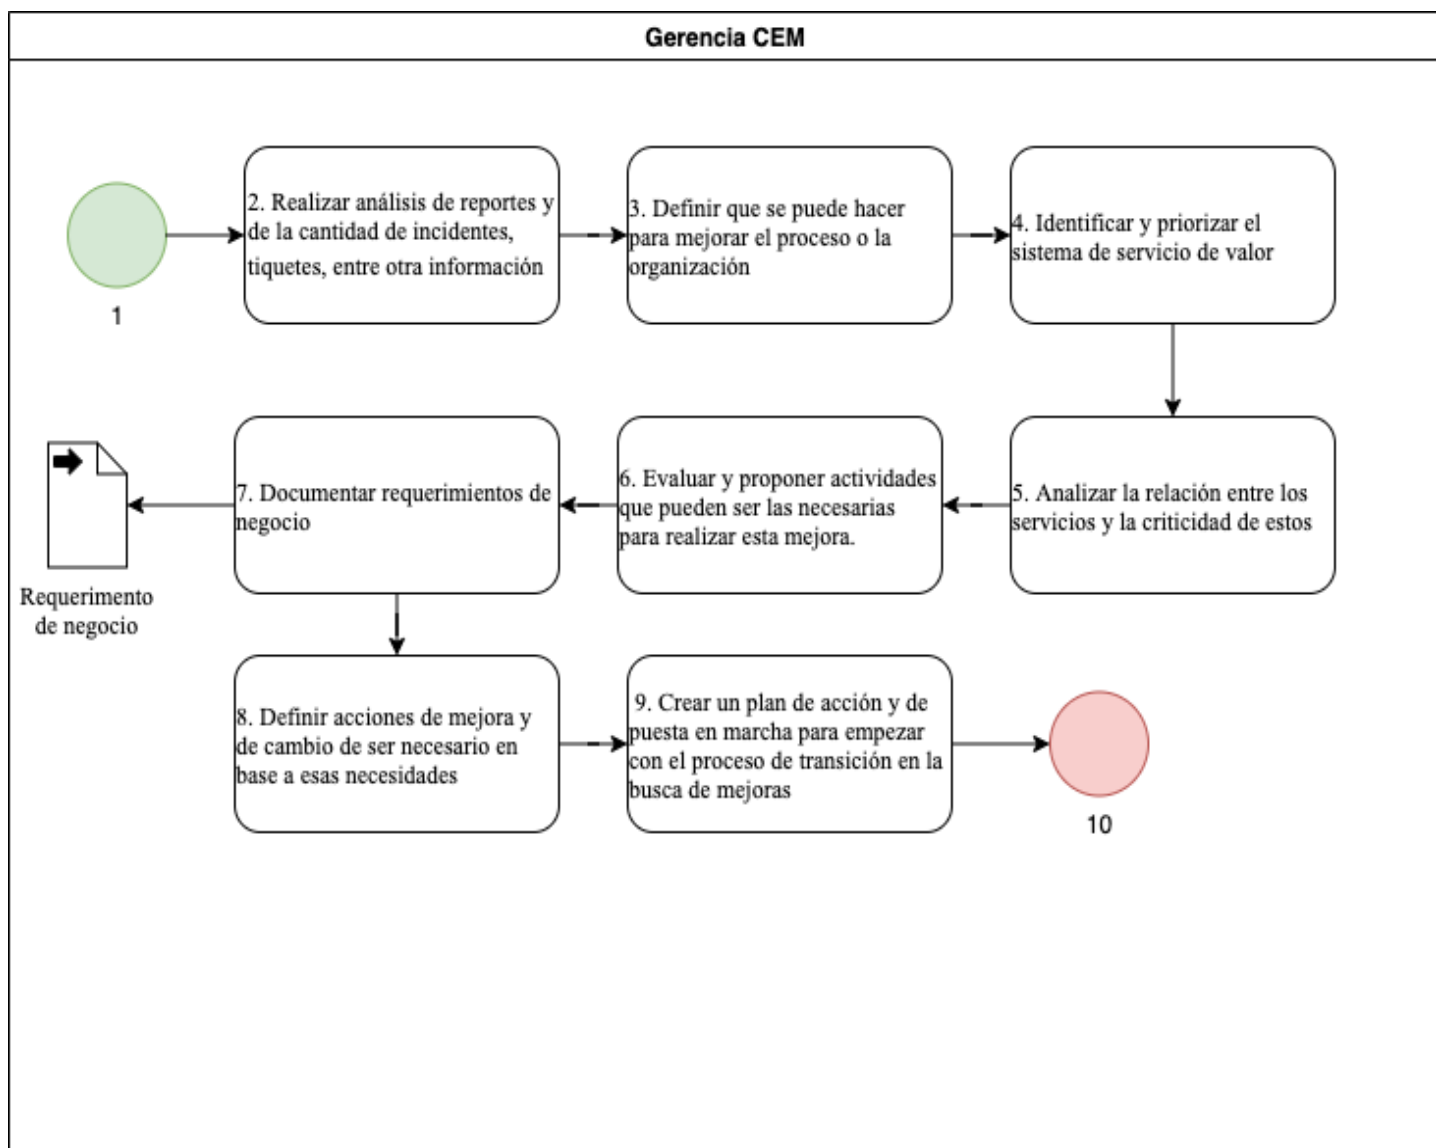 Gerencia CEM
1
2. Realizar análisis de reportes y
de la cantidad de incidentes,
tiquetes, entre otra información
3. Definir que se puede hacer
para mejorar el proceso o la
organización
4. Identificar y priorizar el
sistema de servicio de valor
5. Analizar la relación entre los
servicios y la criticidad de estos
6. Evaluar y proponer actividades
que pueden ser las necesarias
para realizar esta mejora.
7. Documentar requerimientos de
negocio
Requerimento
de negocio
8. Definir acciones de mejora y
de cambio de ser necesario en
base a esas necesidades
9. Crear un plan de acción y de
puesta en marcha para empezar
con el proceso de transición en la
busca de mejoras
10